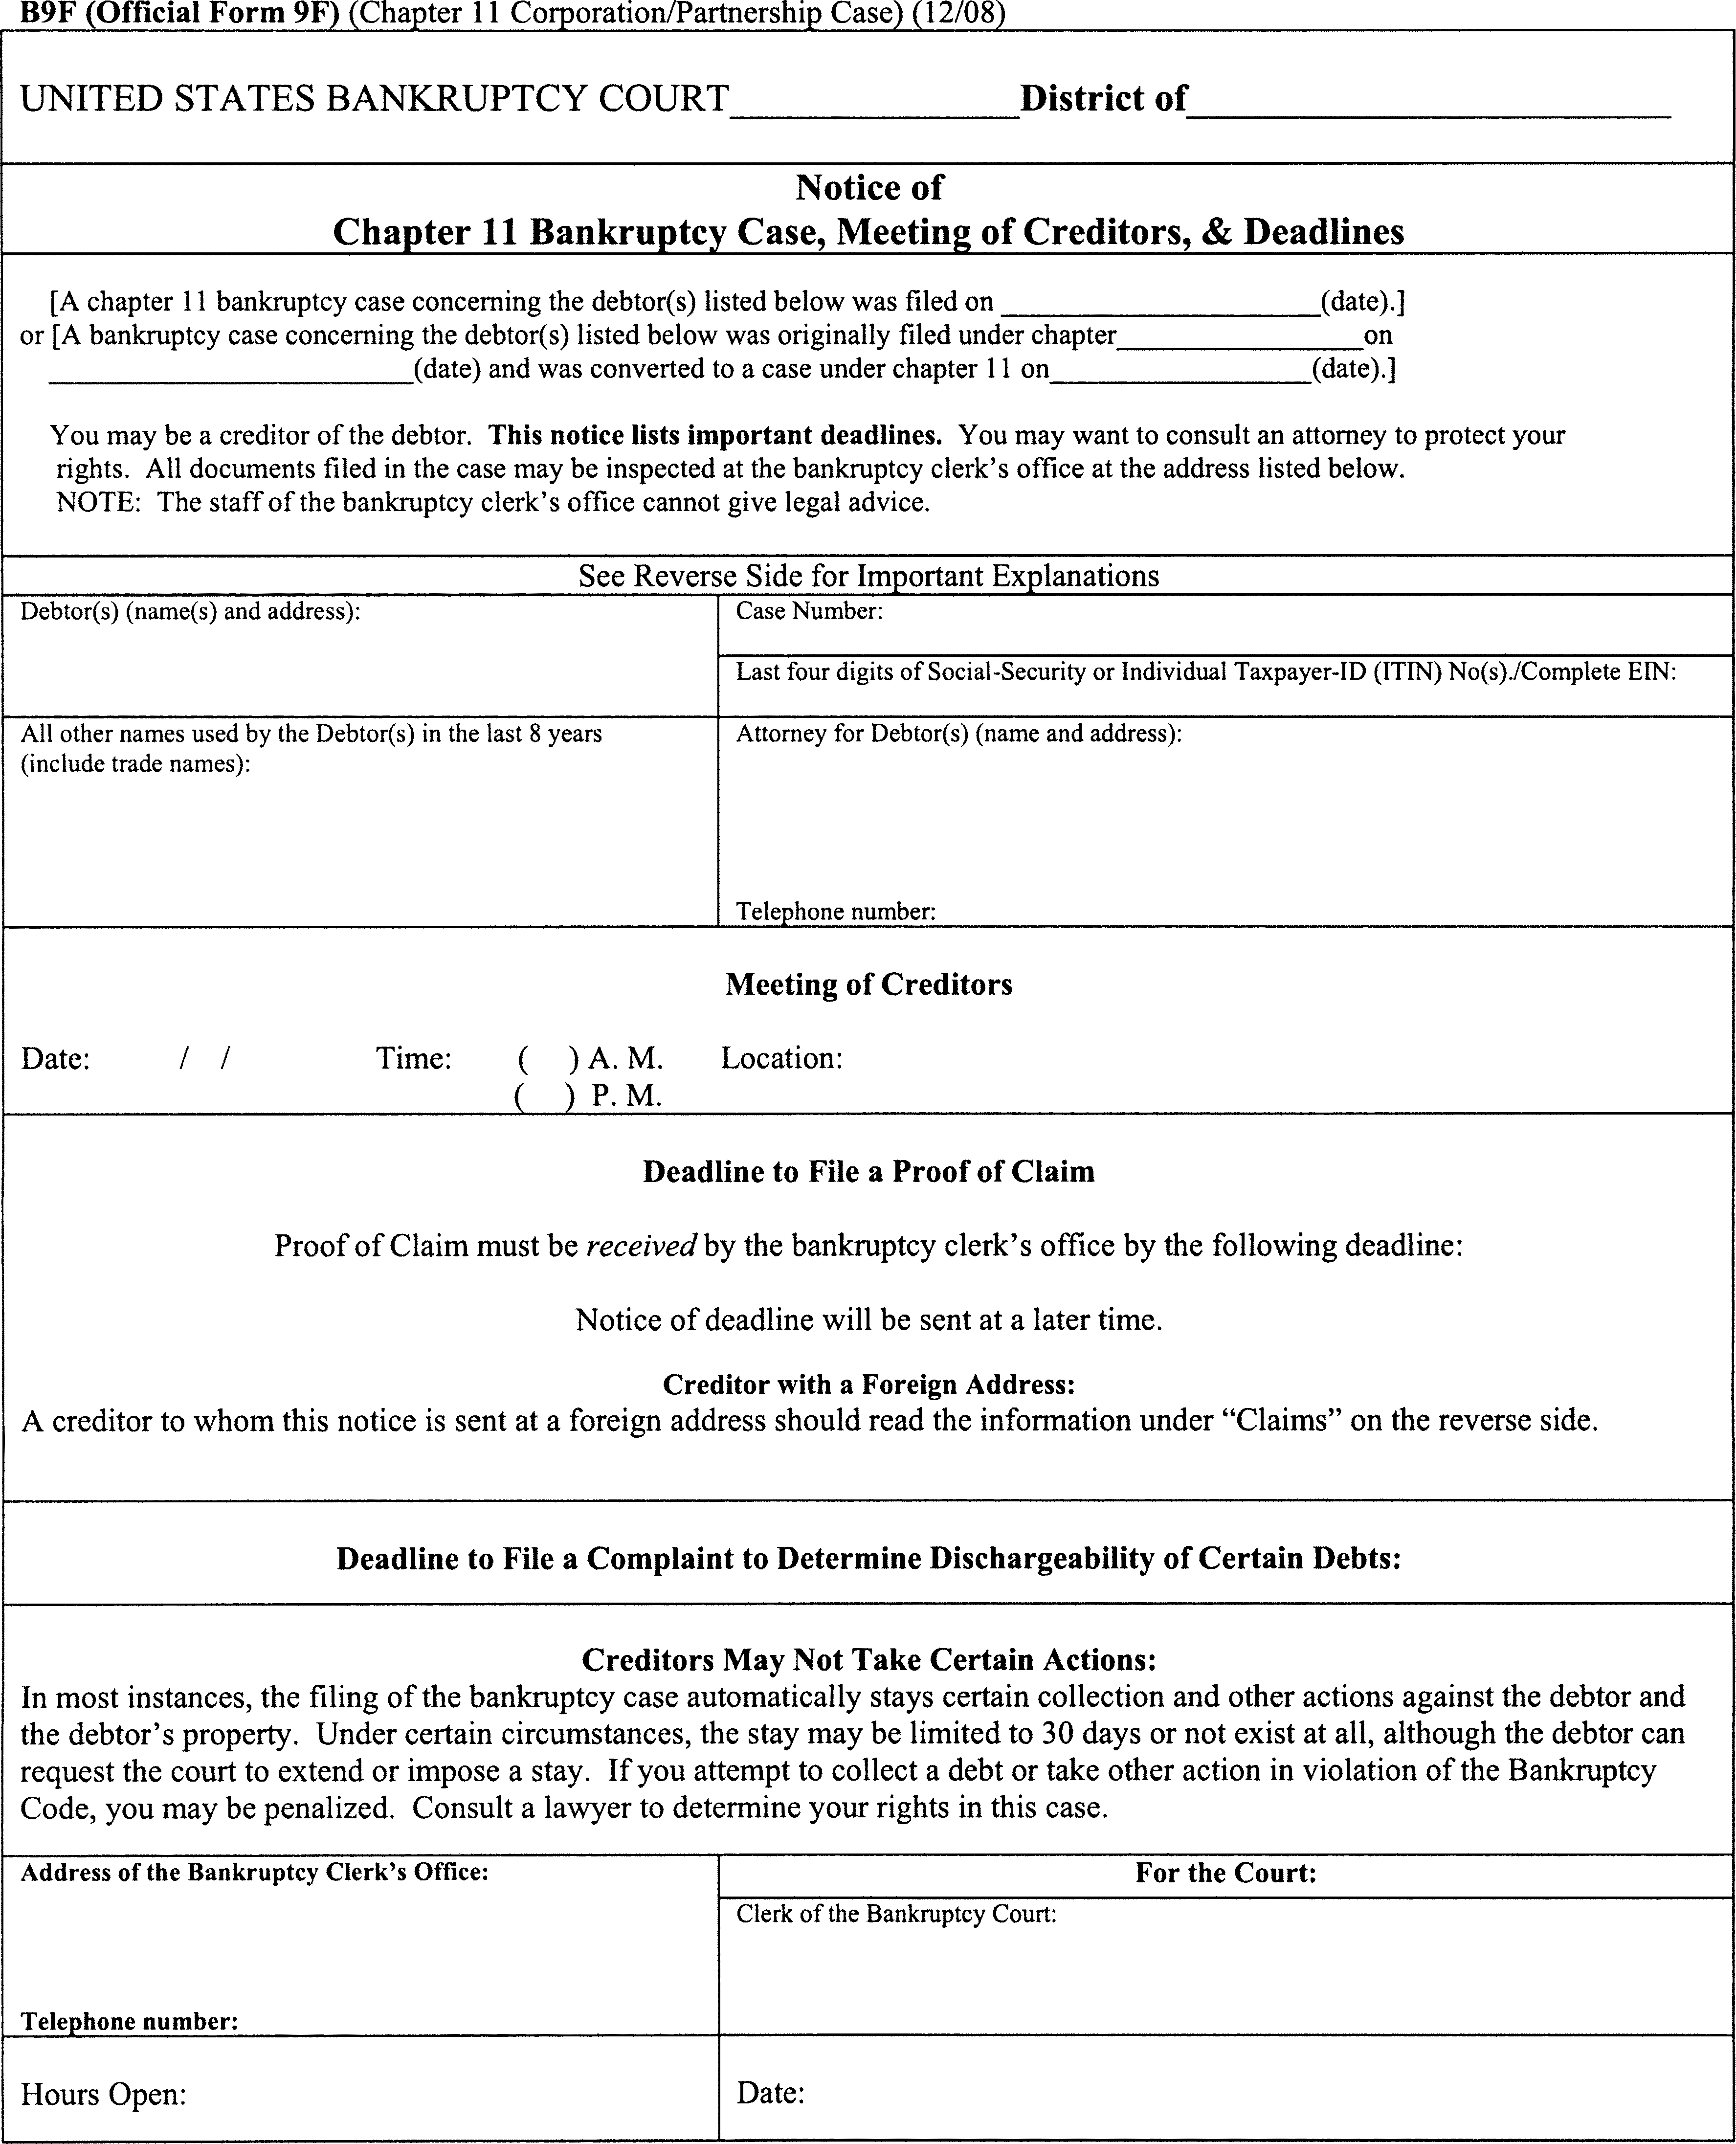 B9F (Official Form 9F) (Chapter 11 Corporation/Partnership Case) (12/08)
UNITED STATES BANKRUPTCY COURT____________District of____________________
Notice of
Chapter 11 Bankruptcy Case, Meeting of Creditors, & Deadlines
[A chapter 11 bankruptcy case concerning the debtor(s) listed below was filed on ____________________(date).]
or [A bankruptcy case concerning the debtor(s) listed below was originally filed under chapter________________on
______________________(date) and was converted to a case under chapter 11 on________________(date).]
You may be a creditor of the debtor. This notice lists important deadlines. You may want to consult an attorney to protect your
rights. All documents filed in the case may be inspected at the bankruptcy clerk's office at the address listed below.
NOTE: The staff of the bankruptcy clerk's office cannot give legal advice.
See Reverse Side for Important Explanations
Debtor(s) (name(s) and address):
Case Number:
Last four digits of Social-Security or Individual Taxpayer-ID (ITIN) No(s)./Complete EIN:
All other names used by the Debtor(s) in the last 8 years
(include trade names):
Attorney for Debtor(s) (name and address):
Telephone number:
Meeting of Creditors
Date: / / Time: ( ) A. M. Location:
( ) P. M.
Deadline to File a Proof of Claim
Proof of Claim must be received by the bankruptcy clerk's office by the following deadline:
Notice of deadline will be sent at a later time.
Creditor with a Foreign Address:
A creditor to whom this notice is sent at a foreign address should read the information under “Claims” on the reverse side.
Deadline to File a Complaint to Determine Dischargeability of Certain Debts:
Creditors May Not Take Certain Actions:
In most instances, the filing of the bankruptcy case automatically stays certain collection and other actions against the debtor and
the debtor's property. Under certain circumstances, the stay may be limited to 30 days or not exist at all, although the debtor can
request the court to extend or impose a stay. If you attempt to collect a debt or take other action in violation of the Bankruptcy
Code, you may be penalized. Consult a lawyer to determine your rights in this case.
Address of the Bankruptcy Clerk's Office:
Telephone number:
For the Court:
Clerk of the Bankruptcy Court:
Hours Open:
Date: